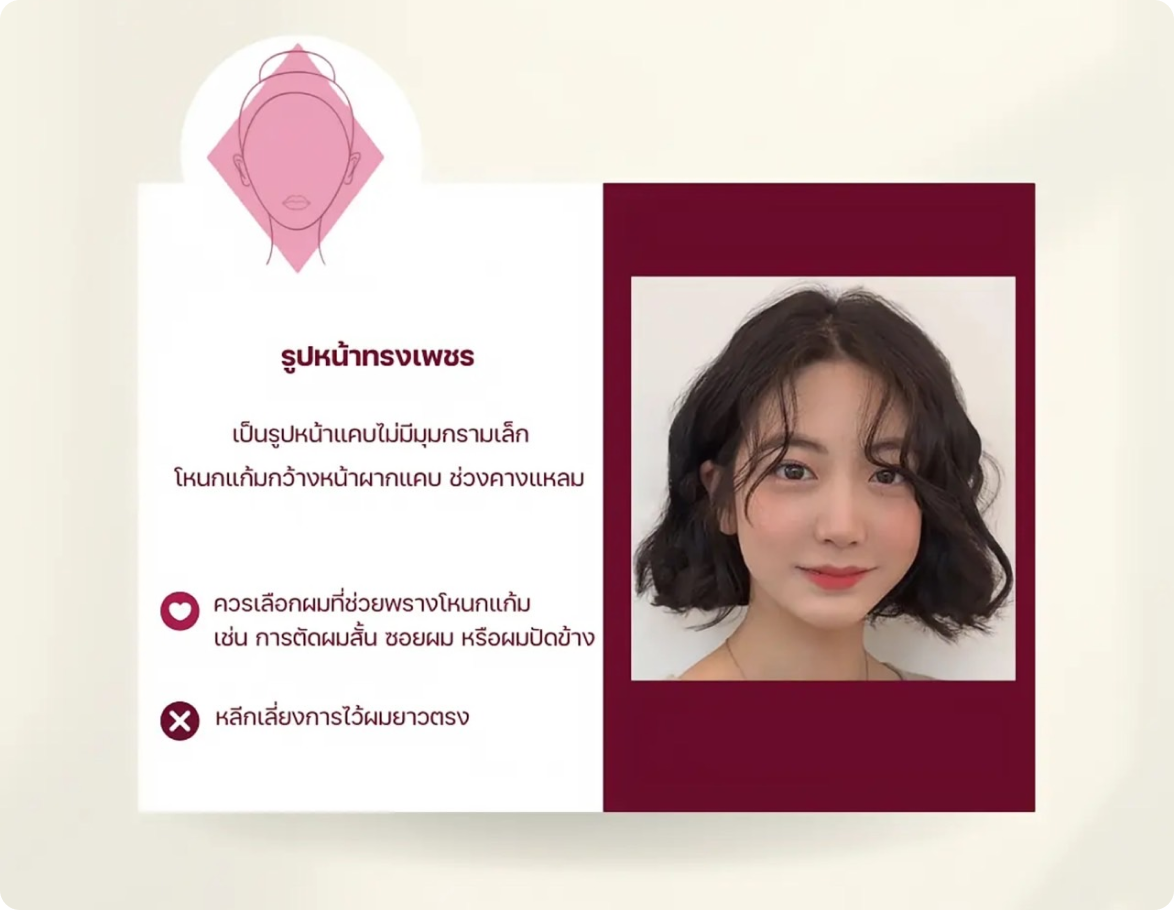 รูปหน้าทรงเพชร
เป็นรูปหน้าแคบไม่มีมุมกรามเล็ก
โหนกแก้มกว้างหน้าผากแคบ ช่วงคางแหลม
ควรเลือกผมที่ช่วยพรางโหนกแก้ม
เช่น การตัดผมสั้น ซอยผม หรือผมปัดข้าง
หลีกเลี่ยงการไว้ผมยาวตรง